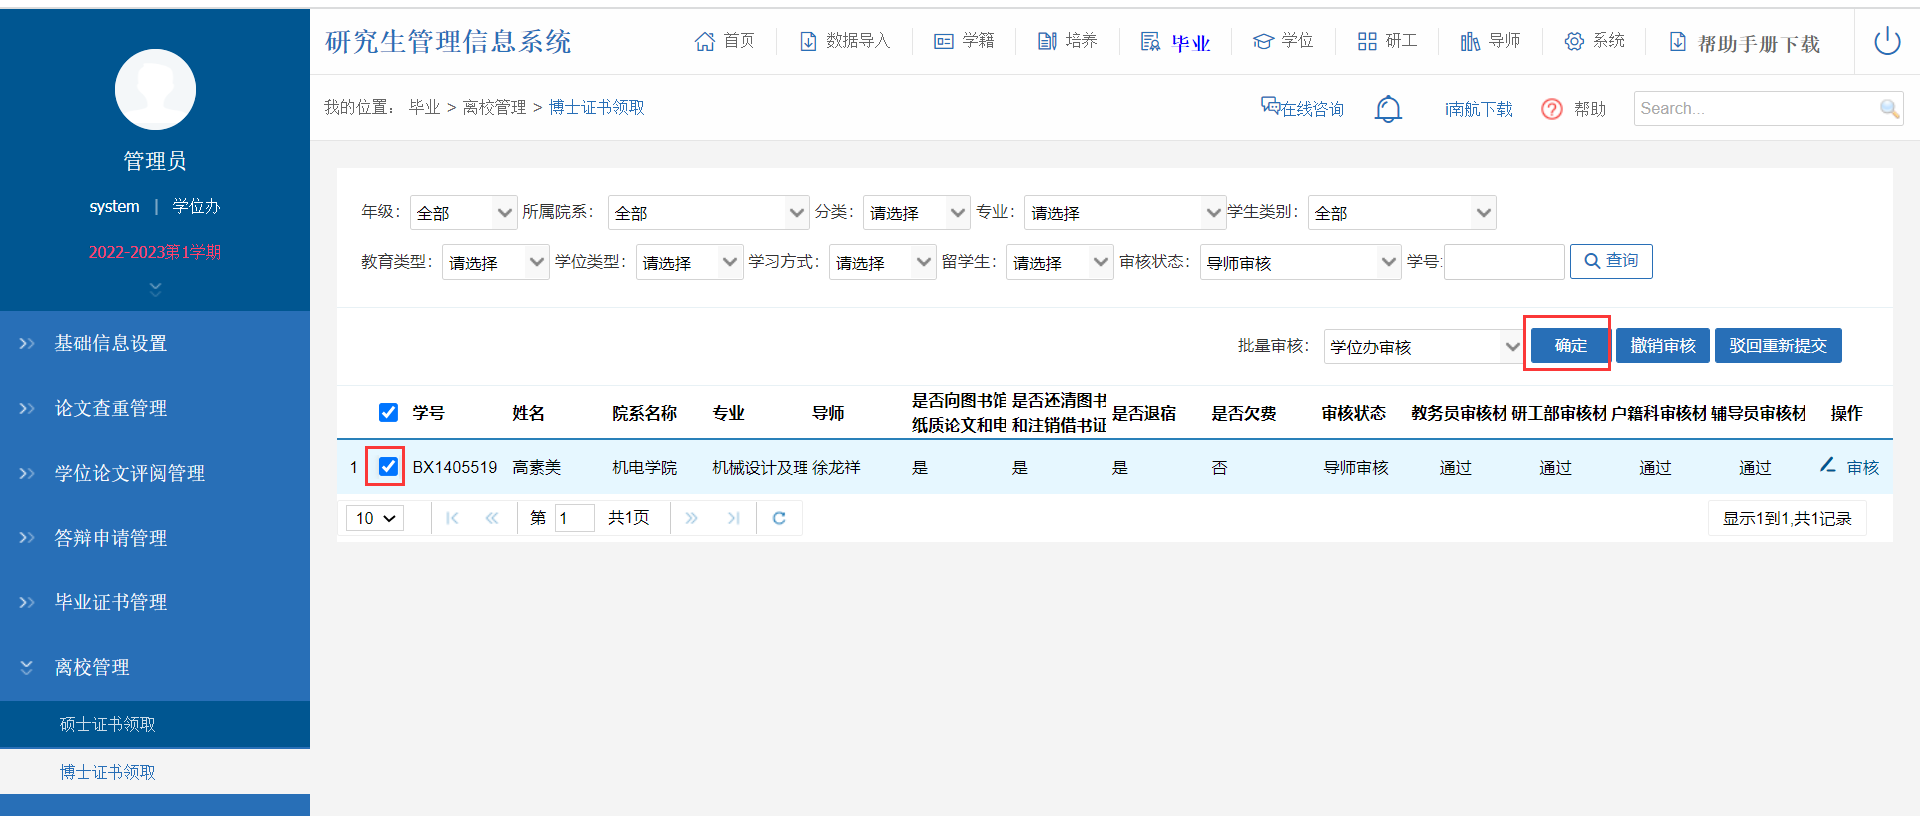 研究生管理信息系统
首页 数据导入 学籍 培养 毕业 学位 研工 导师 系统 帮助手册下载
管理员
system | 学位办
2022-2023第1学期
基础信息设置
论文查重管理
学位论文评阅管理
答辩申请管理
毕业证书管理
离校管理
硕士证书领取
博士证书领取
我的位置： 毕业 > 离校管理 > 博士证书领取
在线咨询 i南航下载 帮助 Search...
年级： 全部 所属院系： 全部 分类： 请选择 专业： 请选择 学生类别： 全部
教育类型： 请选择 学位类型： 请选择 学习方式： 请选择 留学生： 请选择 审核状态： 导师审核 学号: 查询
批量审核： 学位办审核 确定 撤销审核 驳回重新提交
学号 姓名 院系名称 专业 导师 是否向图书馆 是否还清图书 是否退宿 是否欠费 审核状态 教务员审核材 研工部审核材 户籍科审核材 辅导员审核材 操作
纸质论文和电 和注销借书证
1 BX1405519 高素美 机电学院 机械设计及理 徐龙祥 是 是 是 否 导师审核 通过 通过 通过 通过 审核
10 第 1 共1页 显示1到1,共1记录